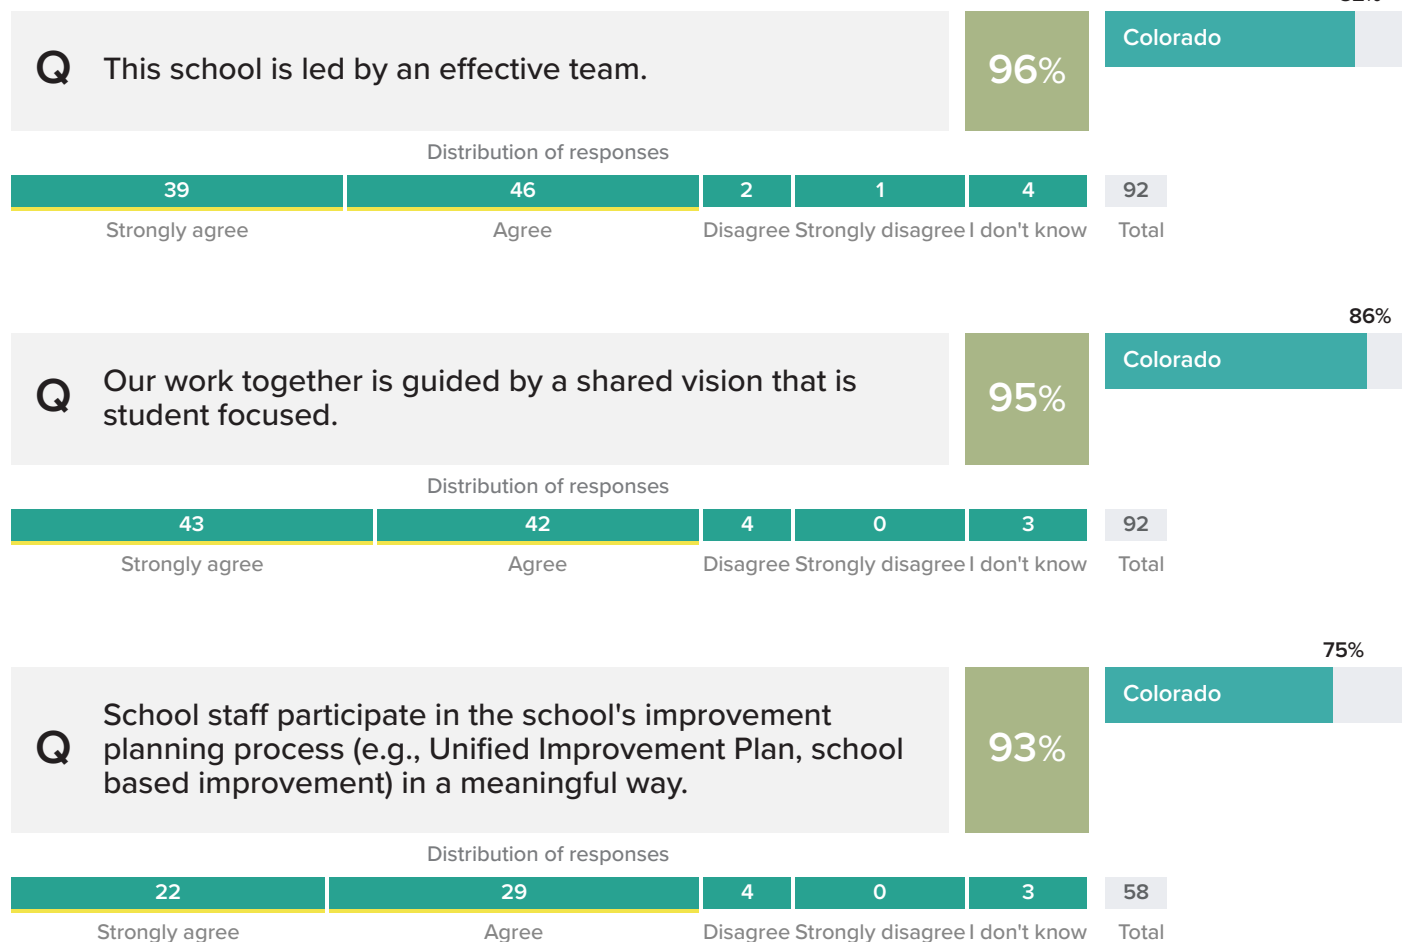 Q This school is led by an effective team.
96%
Colorado
Distribution of responses
39 46 2 1 4 92
Strongly agree Agree Disagree Strongly disagree I don't know Total
86%
Q Our work together is guided by a shared vision that is
student focused.
95%
Colorado
Distribution of responses
43 42 4 0 3 92
Strongly agree Agree Disagree Strongly disagree I don't know Total
75%
Q School staff participate in the school's improvement
planning process (e.g., Unified Improvement Plan, school
based improvement) in a meaningful way.
93%
Colorado
Distribution of responses
22 29 4 0 3 58
Strongly agree Agree Disagree Strongly disagree I don't know Total